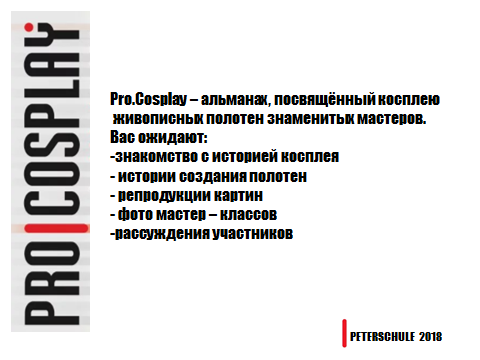 PRO|COSPLAY
Pro.Cosplay – альманах, посвящённый косплею
живописных полотен знаменитых мастеров.
Вас ожидают:
-знакомство с историей косплея
- истории создания полотен
- репродукции картин
- фото мастер – классов
-рассуждения участников
PETERSCHULE 2018